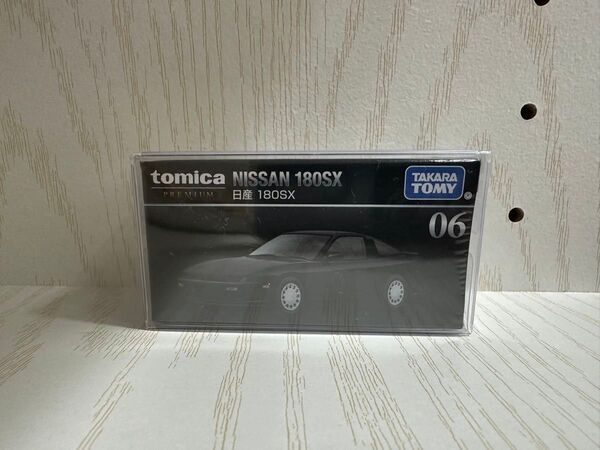 tomica NISSAN 180SX
PREMIUM 日産 180SX
TAKARA
TOMY
06